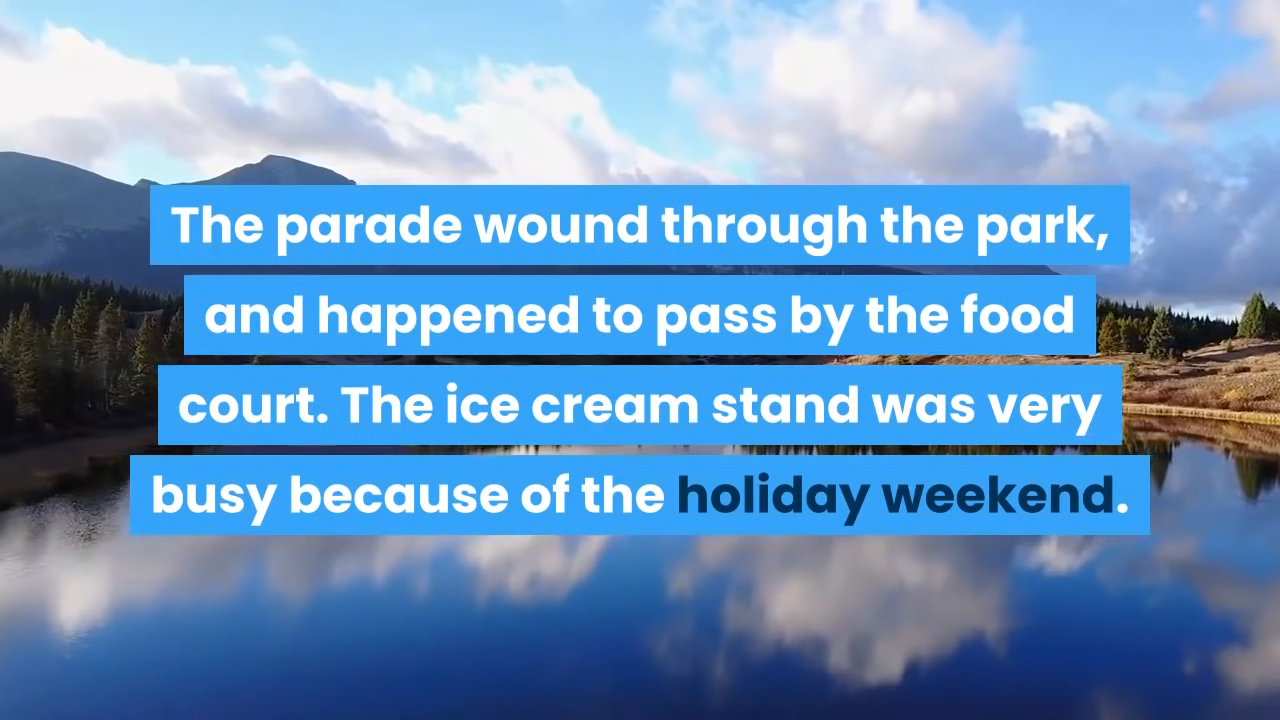 The parade wound through the park,
and happened to pass by the food
court. The ice cream stand was very
busy because of the holiday weekend.